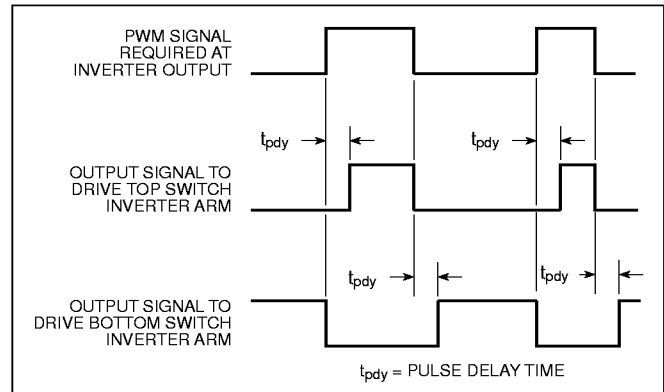 PWM SIGNAL
REQUIRED AT
INVERTER OUTPUT
tpdy
tpdy
OUTPUT SIGNAL TO
DRIVE TOP SWITCH
INVERTER ARM
tpdy
tpdy
OUTPUT SIGNAL TO
DRIVE BOTTOM SWITCH
INVERTER ARM
tpdy = PULSE DELAY TIME